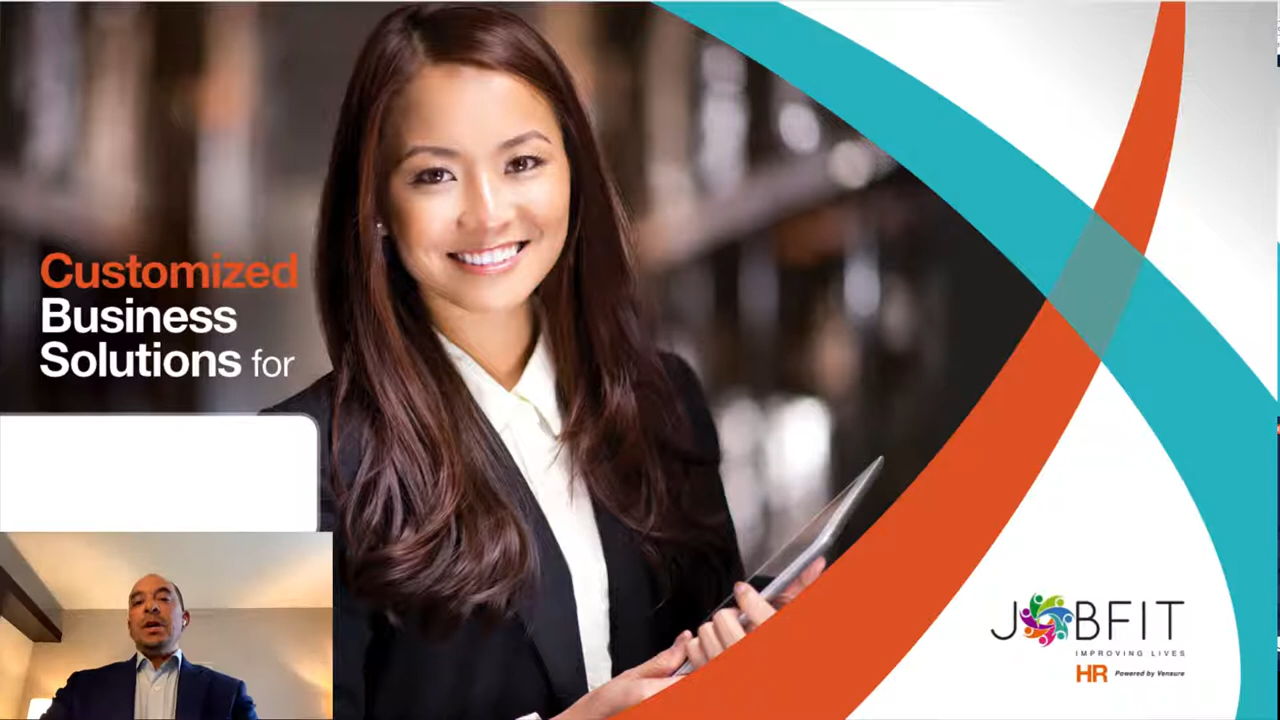 Customized
Business
Solutions for
JOBFIT
IMPROVING LIVES
HR Powered by Vensure